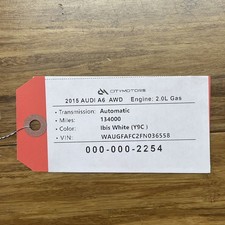 CITYMOTORS
2015 AUDI A6 AWD Engine: 2.0L Gas
• Transmission: Automatic
• Miles: 134000
• Color: Ibis White (Y9C )
• VIN: WAUGFAFC2FN036558
000-000-2254